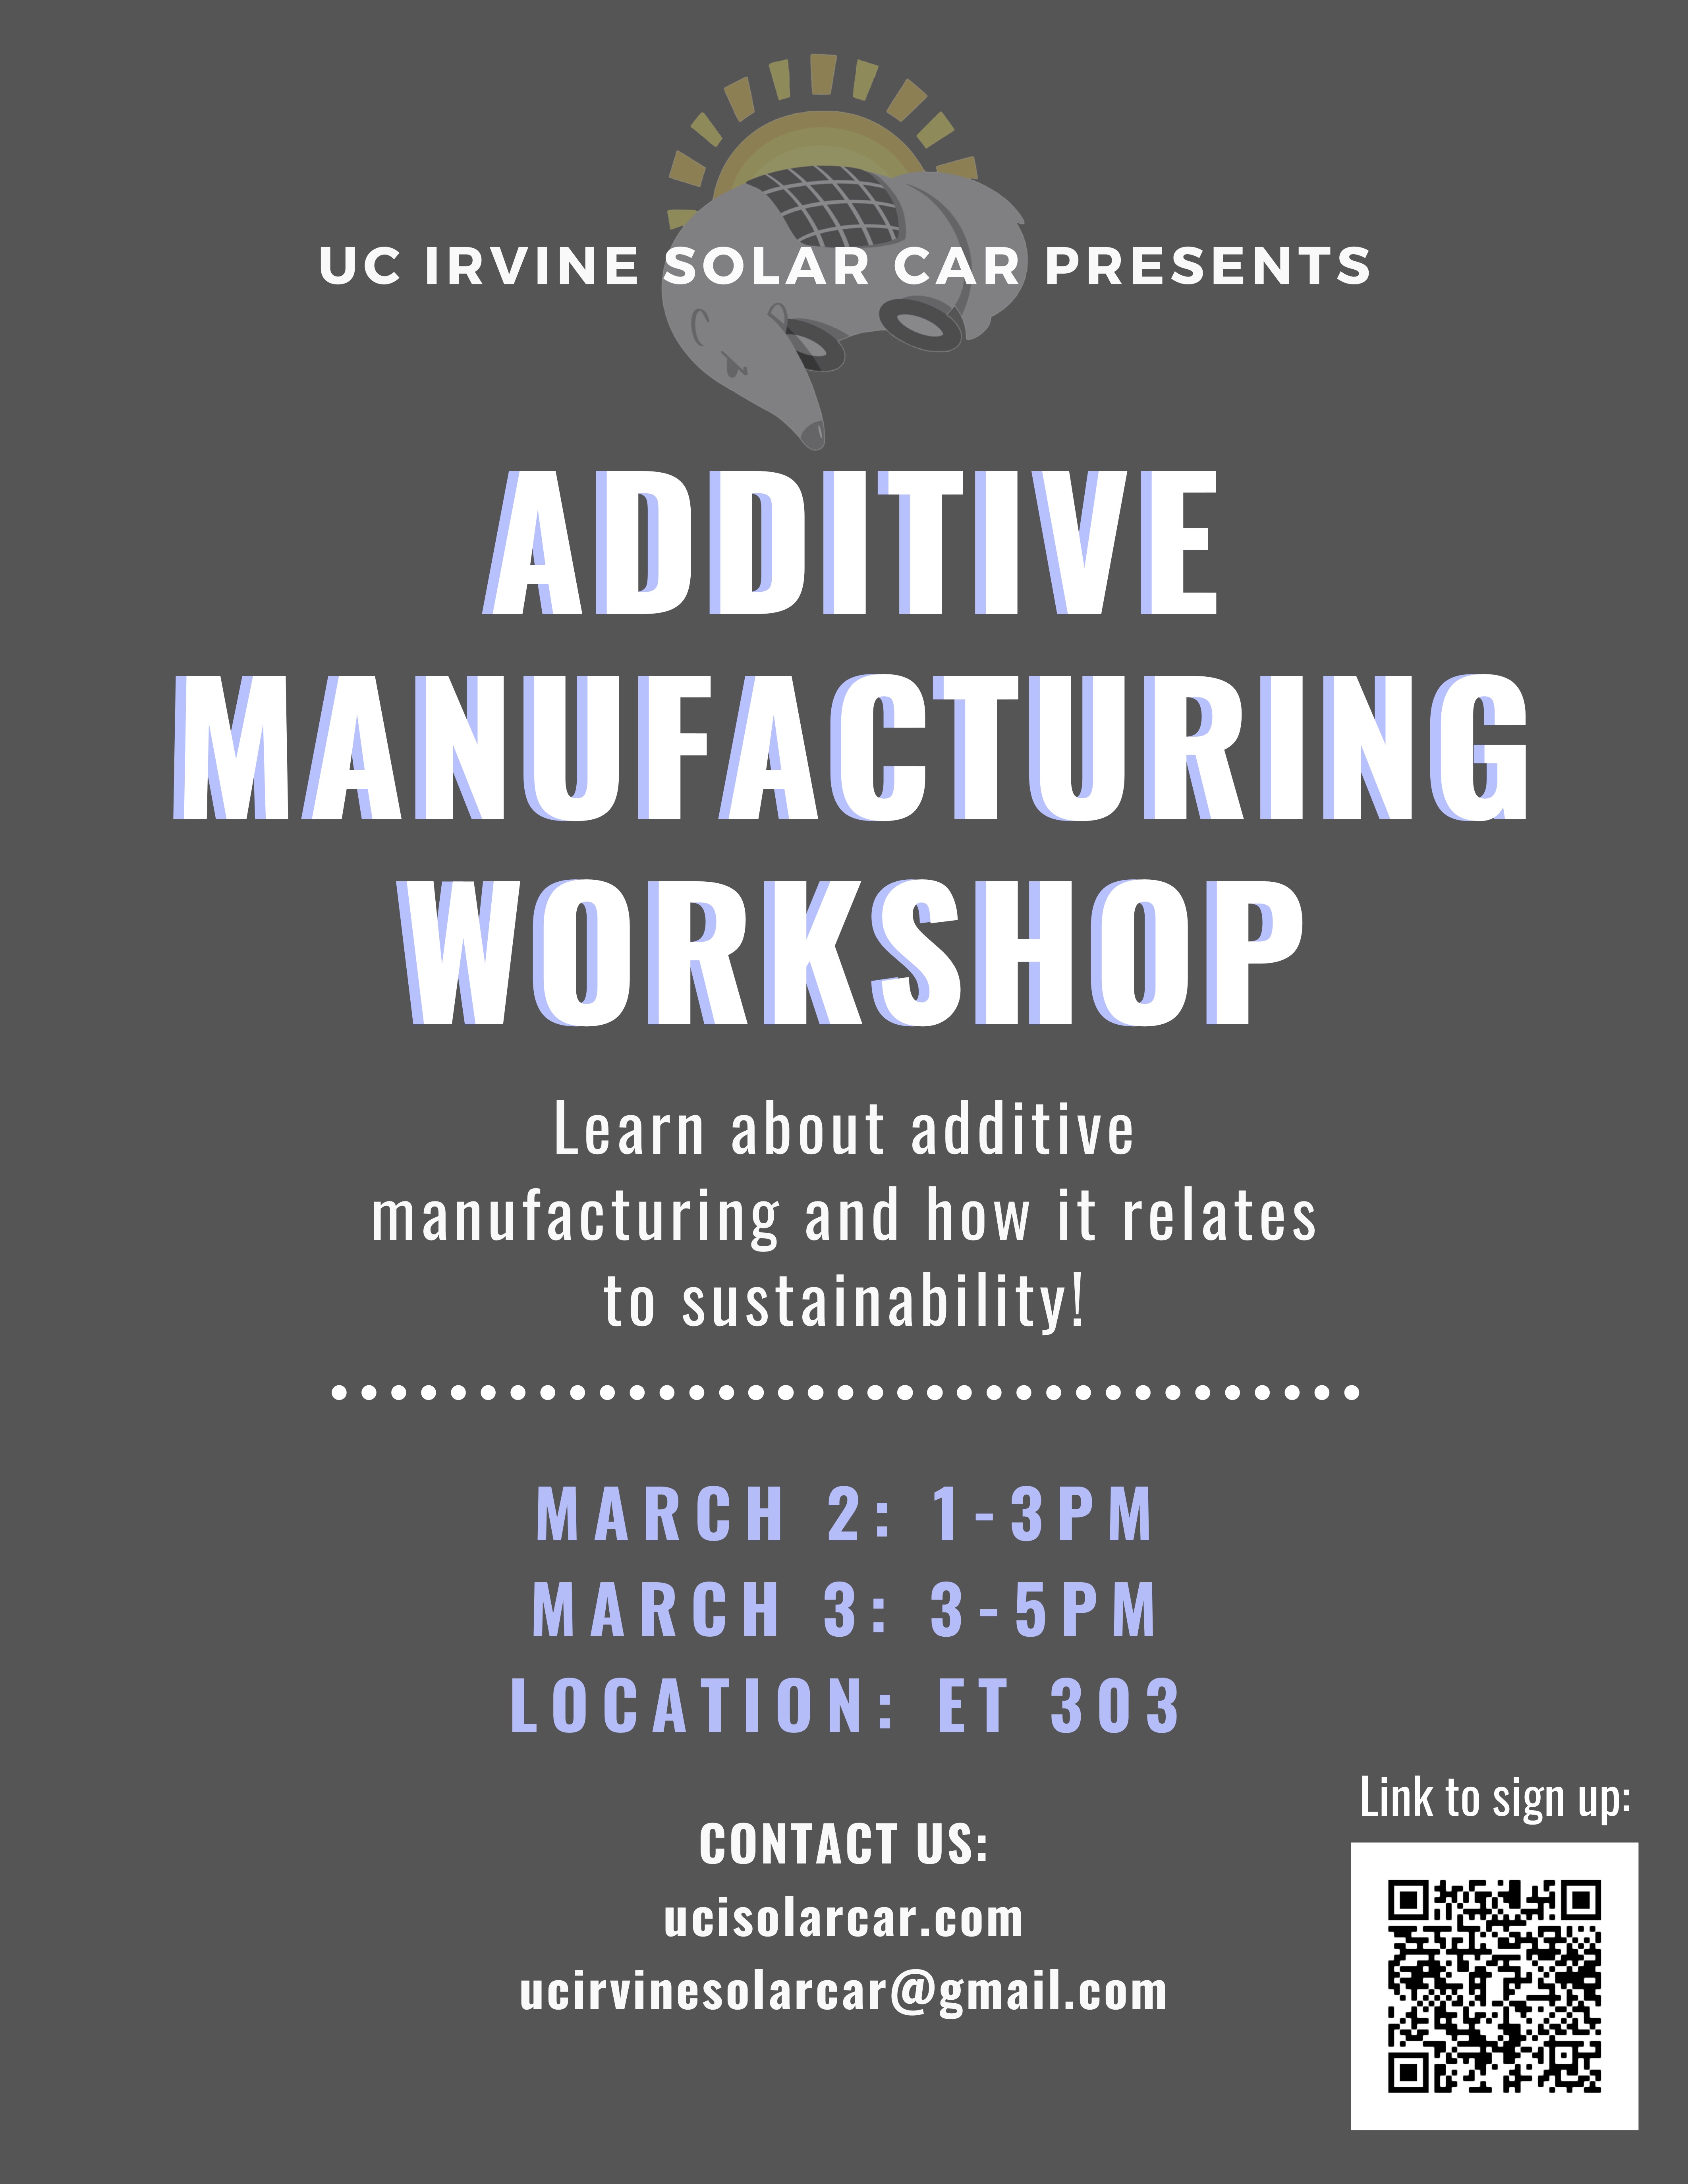 UC IRVINE SOLAR CAR PRESENTS
ADDITIVE
MANUFACTURING
WORKSHOP
Learn about additive
manufacturing and how it relates
to sustainability!
MARCH 2: 1-3PM
MARCH 3: 3-5PM
LOCATION: ET 303
Link to sign up:
CONTACT US:
ucisolarcar.com
ucirvinesolarcar@gmail.com